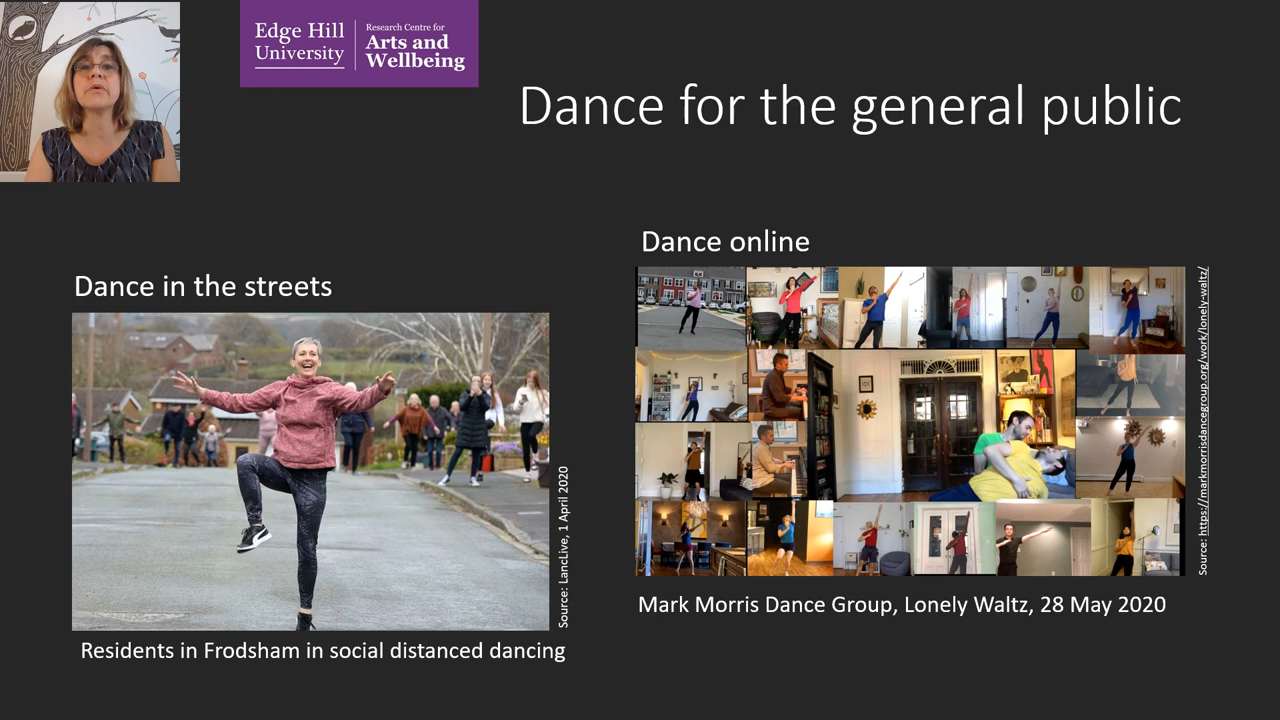 Edge Hill
University
Research Centre for
Arts and
Wellbeing
Dance for the general public
Dance in the streets
Source: LancLive, 1 April 2020
Residents in Frodsham in social distanced dancing
Dance online
Source: https://markmorrisdancegroup.org/work/lonely-waltz/
Mark Morris Dance Group, Lonely Waltz, 28 May 2020